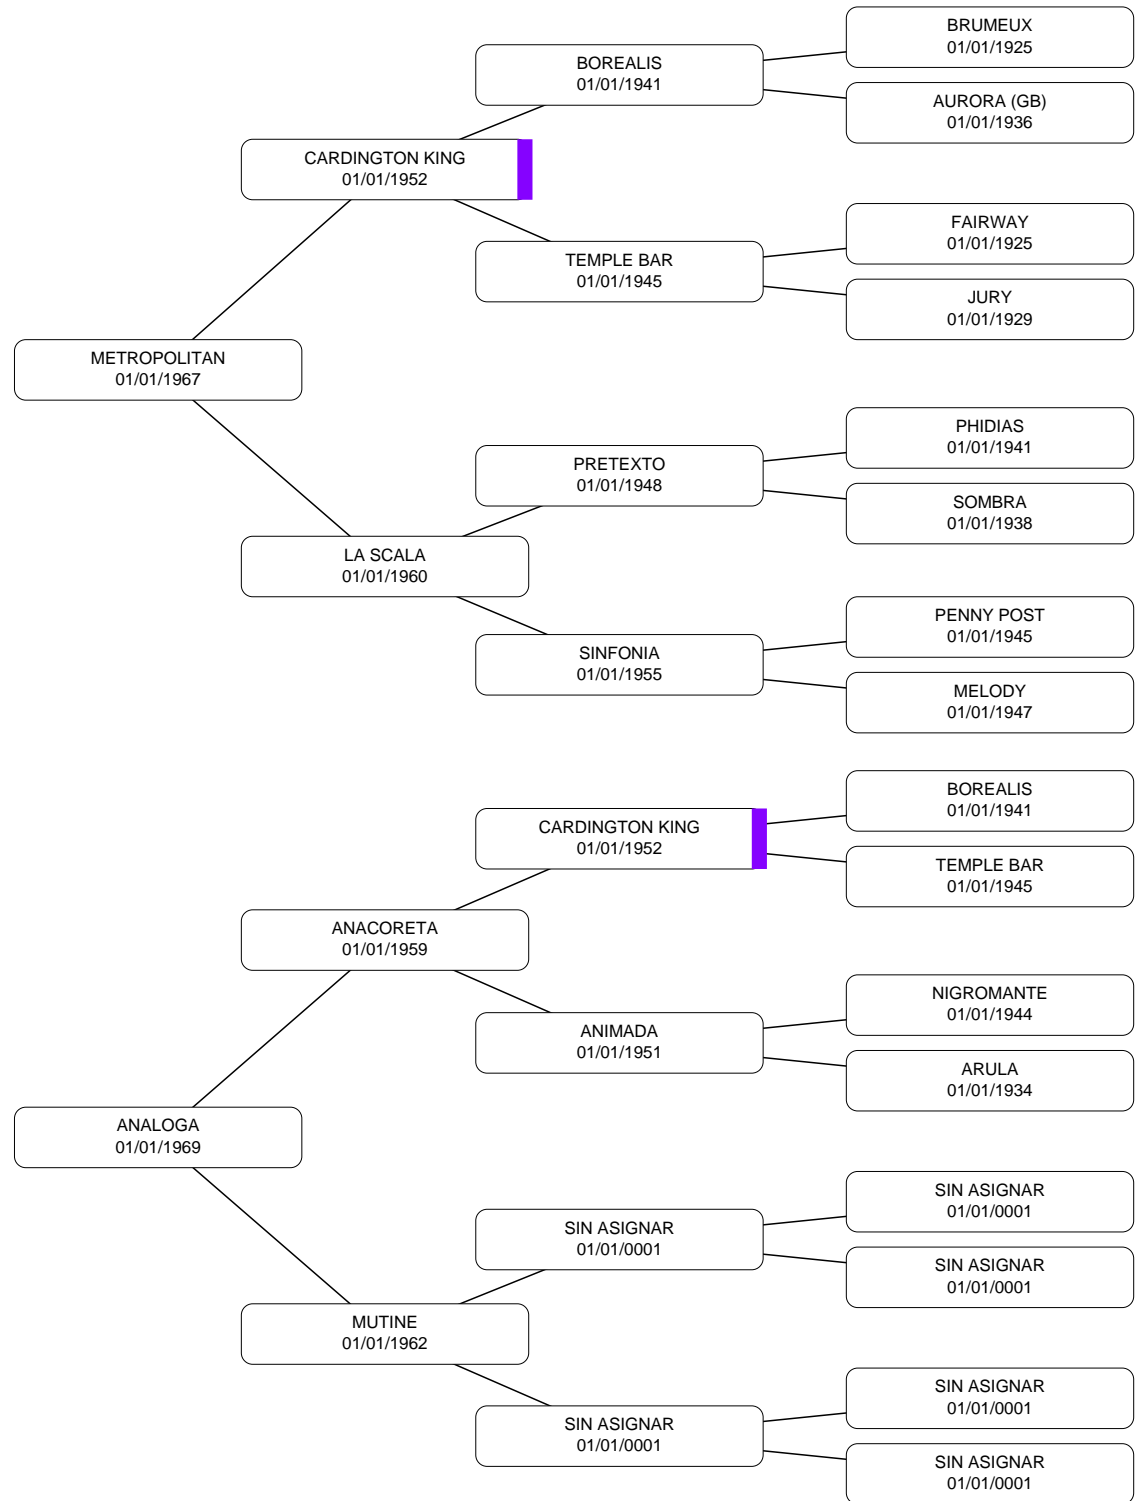 BRUMEUX
01/01/1925
BOREALIS
01/01/1941
AURORA (GB)
01/01/1936
CARDINGTON KING
01/01/1952
FAIRWAY
01/01/1925
TEMPLE BAR
01/01/1945
JURY
01/01/1929
METROPOLITAN
01/01/1967
PHIDIAS
01/01/1941
PRETEXTO
01/01/1948
SOMBRA
01/01/1938
LA SCALA
01/01/1960
PENNY POST
01/01/1945
SINFONIA
01/01/1955
MELODY
01/01/1947
BOREALIS
01/01/1941
CARDINGTON KING
01/01/1952
TEMPLE BAR
01/01/1945
ANACORETA
01/01/1959
NIGROMANTE
01/01/1944
ANIMADA
01/01/1951
ARULA
01/01/1934
ANALOGA
01/01/1969
SIN ASIGNAR
01/01/0001
SIN ASIGNAR
01/01/0001
SIN ASIGNAR
01/01/0001
MUTINE
01/01/1962
SIN ASIGNAR
01/01/0001
SIN ASIGNAR
01/01/0001
SIN ASIGNAR
01/01/0001